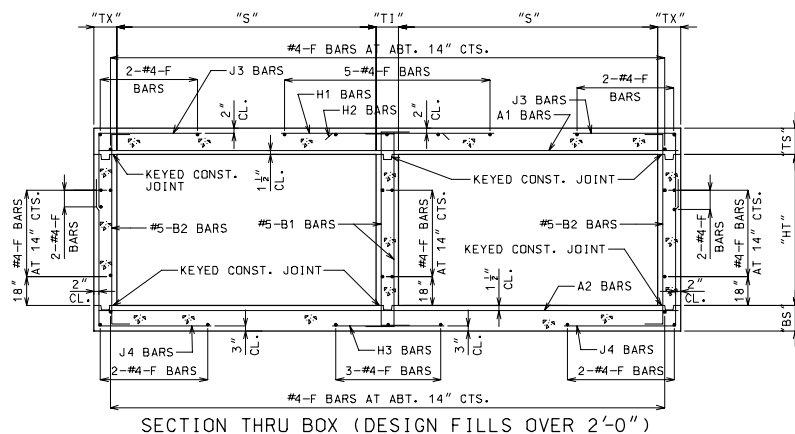 "TX" "S" "TI" "S" "TX"
#4-F BARS AT ABT. 14" CTS.
2-#4-F
BARS
J3 BARS
5-#4-F BARS
2-#4-F
BARS
H1 BARS
H2 BARS
J3 BARS
A1 BARS
2"
CL.
2"
CL.
"TS"
KEYED CONST.
JOINT
1 1/2"
CL.
KEYED CONST. JOINT
#4-F BARS
AT 14" CTS.
2-#4-F
BARS
#4-F BARS
AT 14" CTS.
2-#4-F
BARS
#4-F BARS
AT 14" CTS.
"HT"
#5-B2 BARS
#5-B1 BARS
#5-B2 BARS
KEYED CONST.
JOINT
KEYED CONST. JOINT
18"
2"
CL.
18"
1 1/2"
CL.
A2 BARS
2"
CL.
18"
"BS"
J4 BARS
3"
CL.
H3 BARS
3"
CL.
J4 BARS
2-#4-F BARS
3-#4-F BARS
2-#4-F BARS
#4-F BARS AT ABT. 14" CTS.
SECTION THRU BOX (DESIGN FILLS OVER 2'-0")